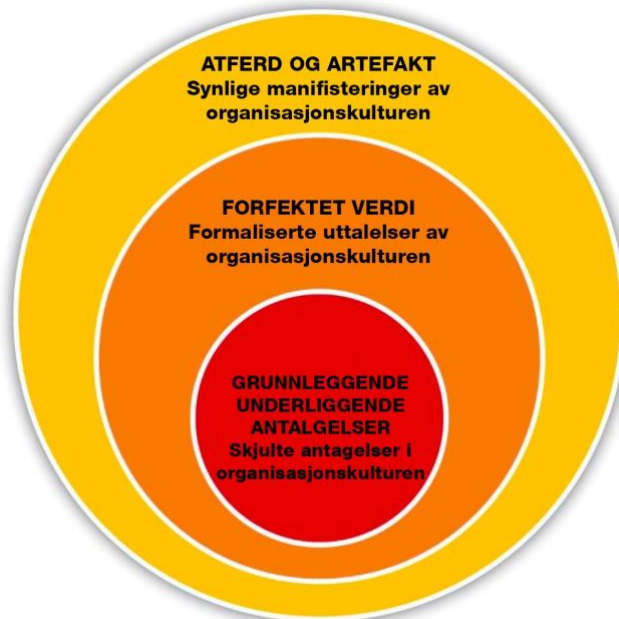 ATFERD OG ARTEFAKT
Synlige manifisteringer av
organisasjonskulturen
FORFEKTET VERDI
Formaliserte uttalelser av
organisasjonskulturen
GRUNNLEGGENDE
UNDERLIGGENDE
ANTALGELSER
Skjulte antagelser i
organisasjonskulturen